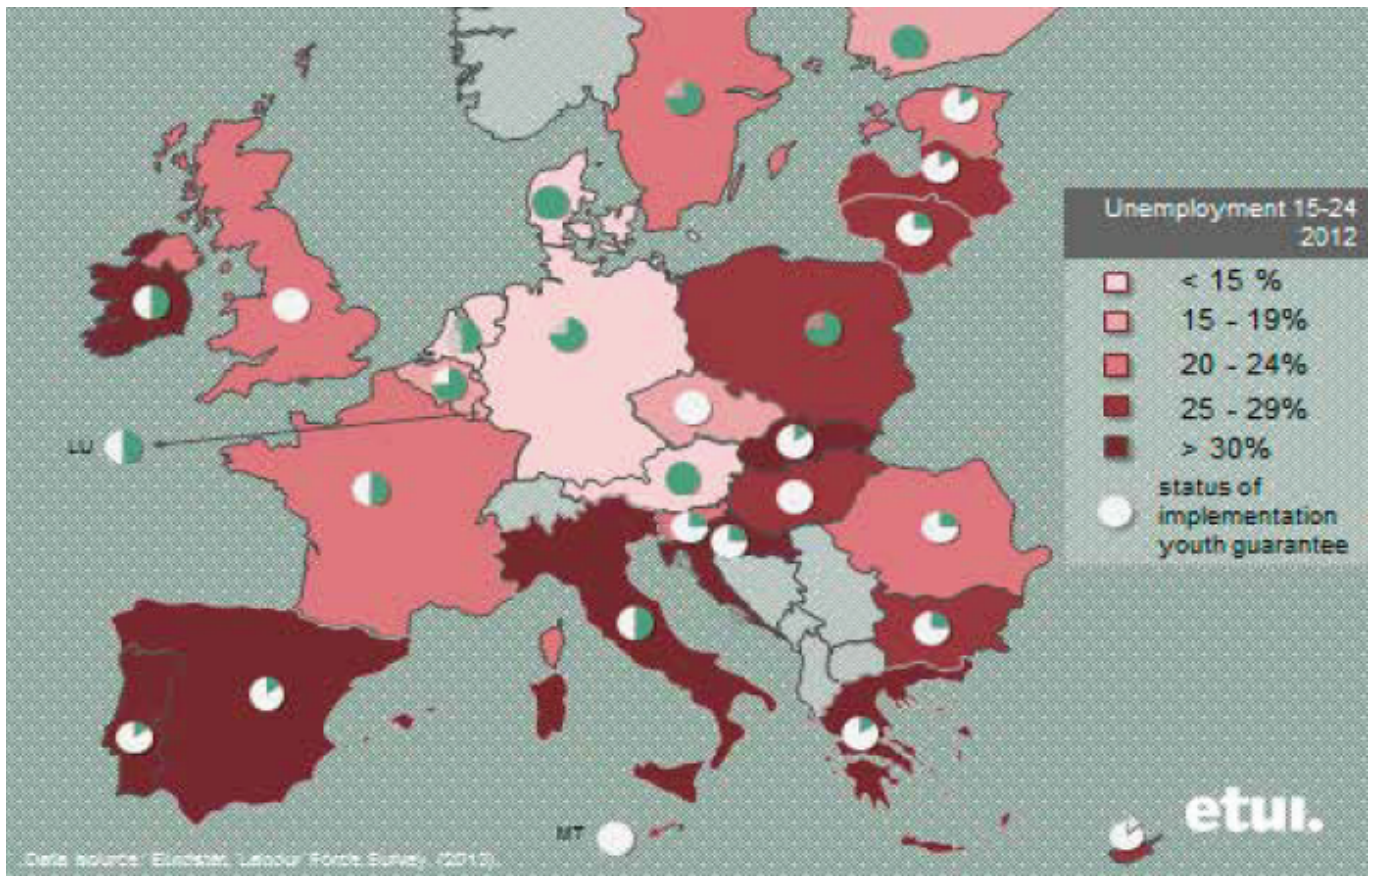 Unemployment 15-24
2012
< 15 %
15 - 19%
20 - 24%
25 - 29%
> 30%
status of
implementation
youth guarantee
LU
MT
etui.
Data source: Eurostat, Labour Force Survey (2013).